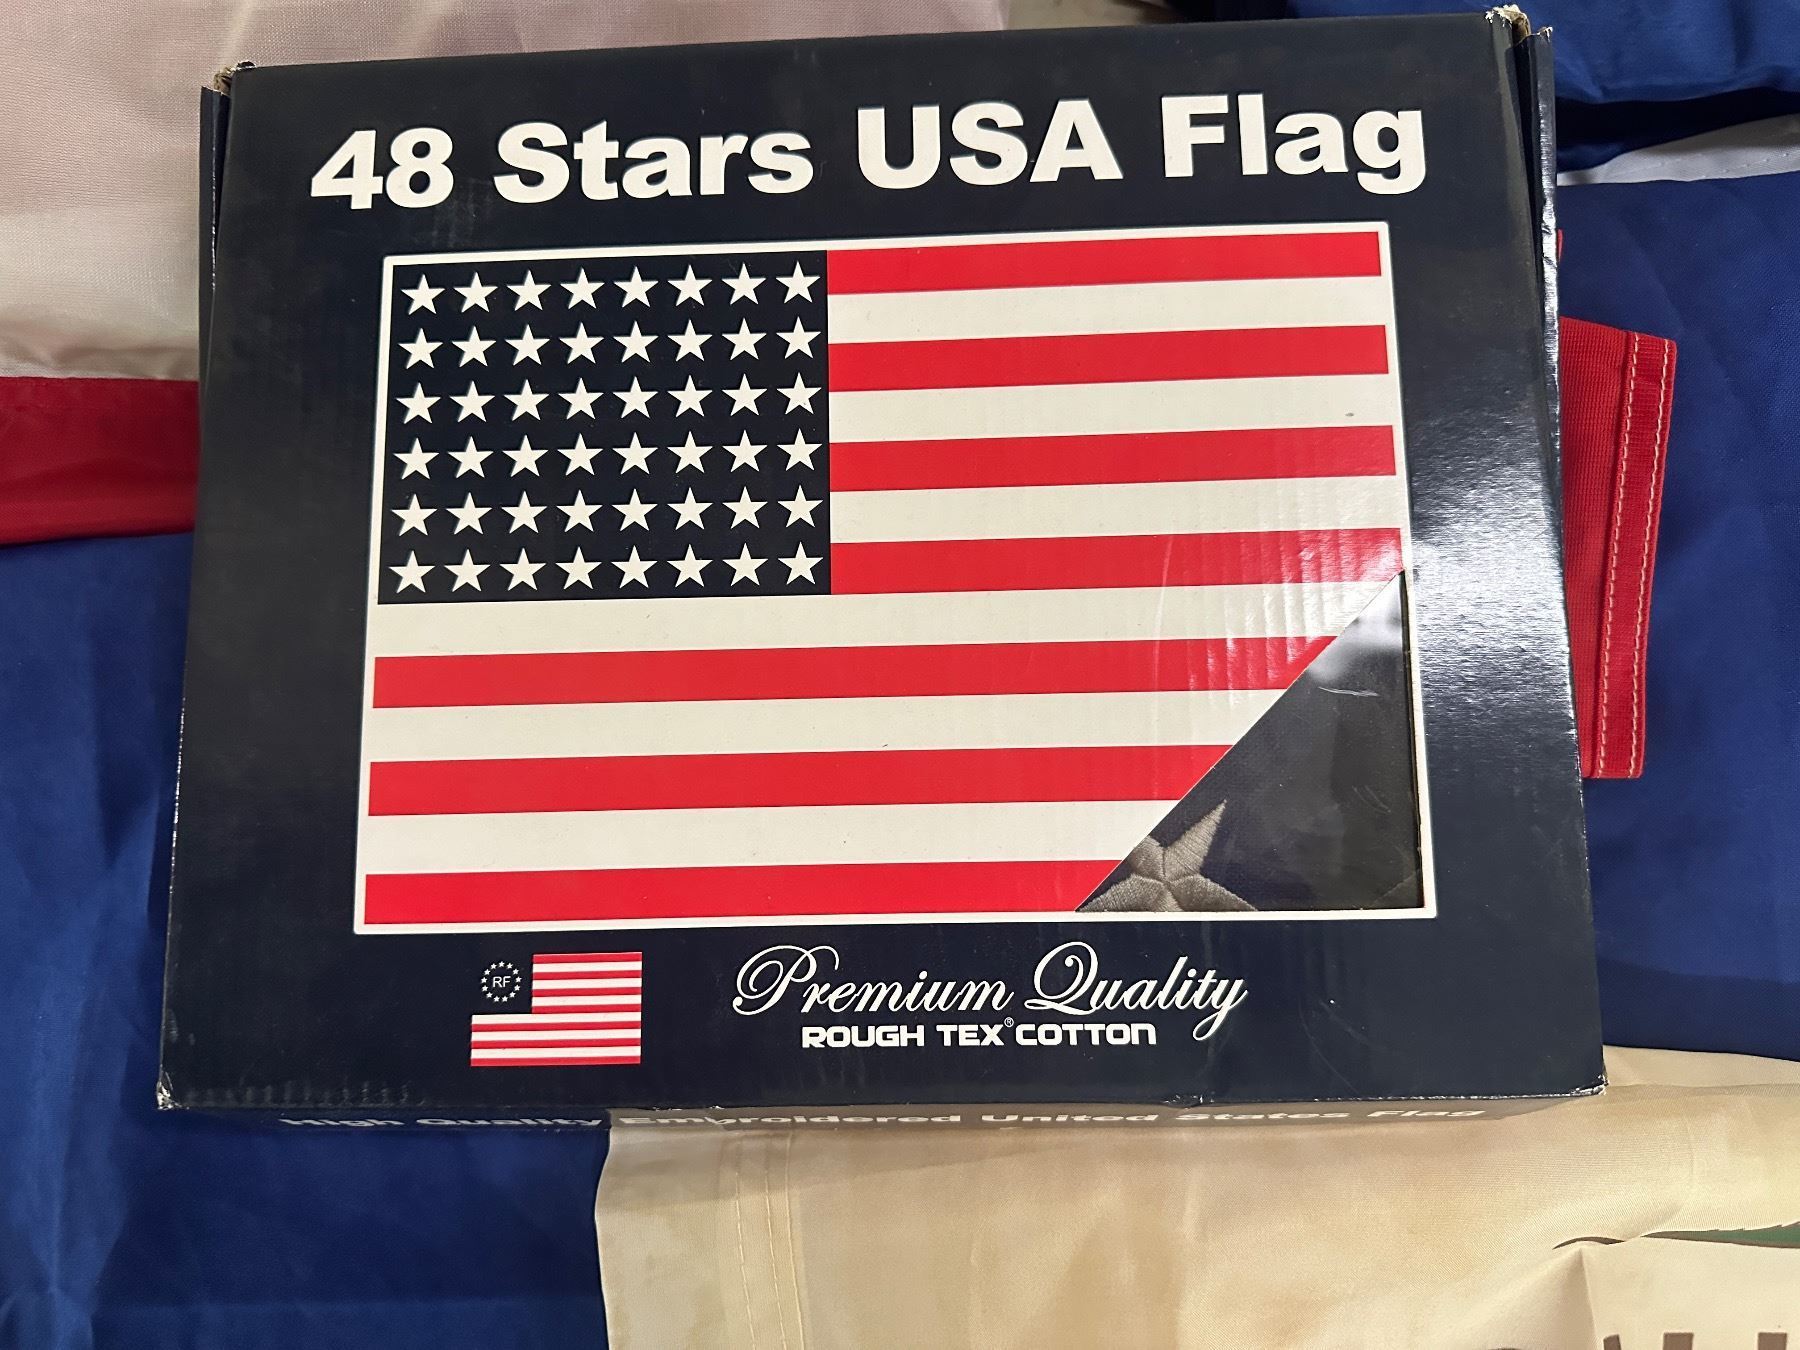 48 Stars USA Flag
RF
Premium Quality
ROUGH TEX® COTTON
High Quality Embroidered United States Flag